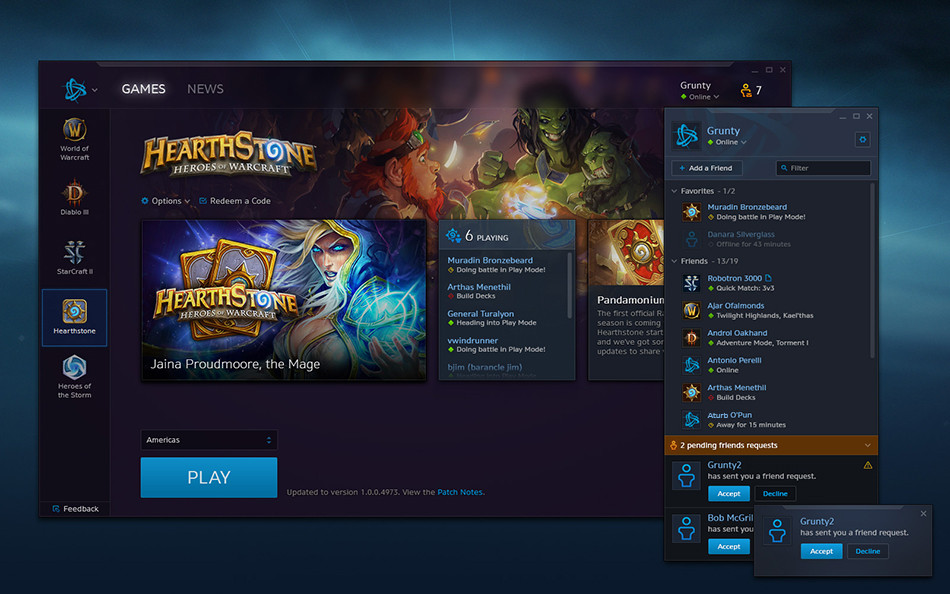 GAMES
NEWS
Grunty
Online
7
World of
Warcraft
Diablo III
StarCraft II
Hearthstone
Heroes of
the Storm
Feedback
HEARTHSTONE
HEROES OF WARCRAFT
Options
Redeem a Code
HEARTHSTONE
HEROES OF WARCRAFT
Jaina Proudmoore, the Mage
6 PLAYING
Muradin Bronzebeard
Doing battle in Play Mode!
Arthas Menethil
Build Decks
General Turalyon
Heading into Play Mode
vwindrunner
Doing battle in Play Mode!
bjim (barancle jim)
Heading into Play Mode
Pandamonium
The first official Ra
season is coming
Hearthstone start
and we've got som
updates to share
Americas
PLAY
Updated to version 1.0.0.4973. View the Patch Notes.
Grunty
Online
+ Add a Friend
Filter
Favorites - 1/2
Muradin Bronzebeard
Doing battle in Play Mode!
Danara Silverglass
Offline for 43 minutes
Friends - 13/19
Robotron 3000
Quick Match: 3v3
Ajar Ofalmonds
Twilight Highlands, Kael'thas
Androl Oakhand
Adventure Mode, Torment I
Antonio Perelli
Online
Arthas Menethil
Build Decks
Aturb O'Pun
Away for 15 minutes
2 pending friends requests
Grunty2
has sent you a friend request.
Accept
Decline
Bob McGril
has sent you
Accept
Grunty2
has sent you a friend request.
Accept
Decline